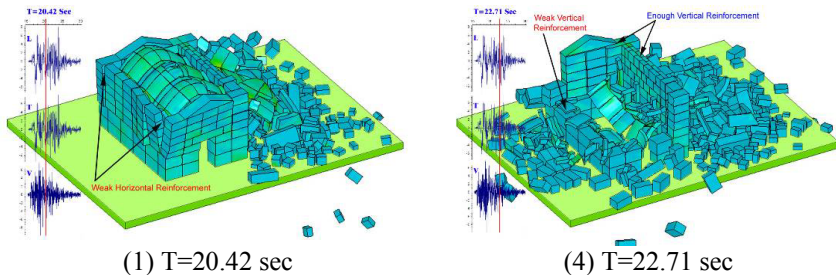 T=20.42 Sec
L
T
V
Weak Horizontal Reinforcement
(1) T=20.42 sec
T=22.71 Sec
Weak Vertical
Reinforcement
Enough Vertical Reinforcement
L
T
V
(4) T=22.71 sec